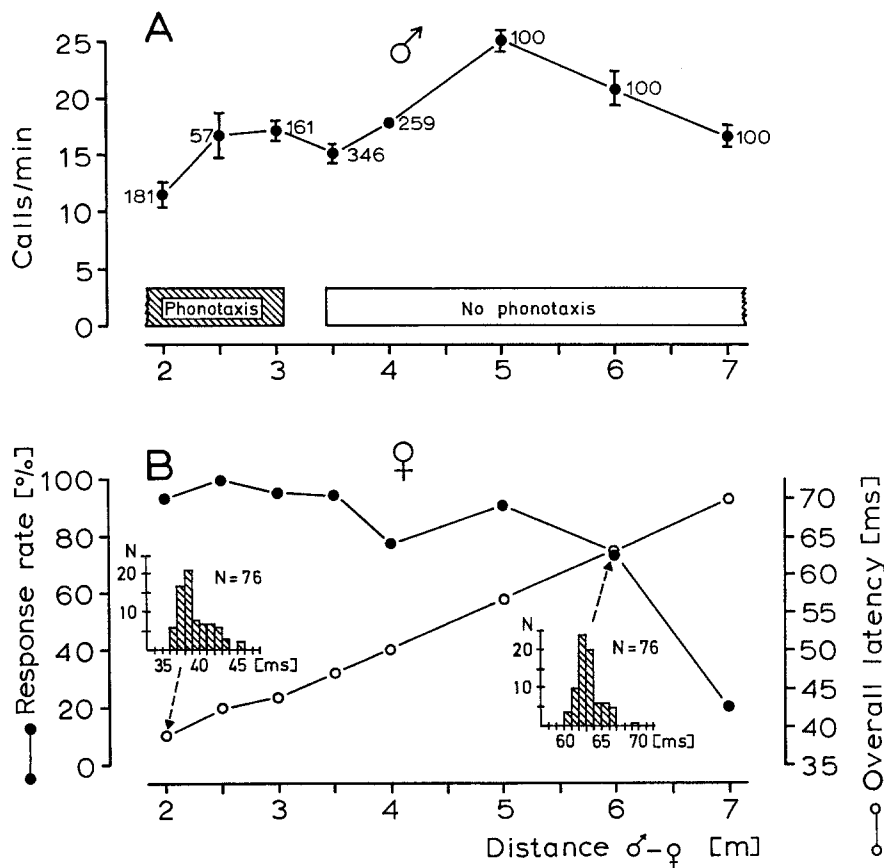 A ♂
Calls/min
25
20
15
10
5
0
181
57
161
346
259
100
100
100
Phonotaxis
No phonotaxis
2 3 4 5 6 7
B ♀
Response rate [%]
100
80
60
40
20
0
N
20
10
N=76
35 40 45 [ms]
N
20
10
N=76
60 65 70 [ms]
70
65
60
55
50
45
40
35
Overall latency [ms]
2 3 4 5 6 7
Distance ♂-♀ [m]